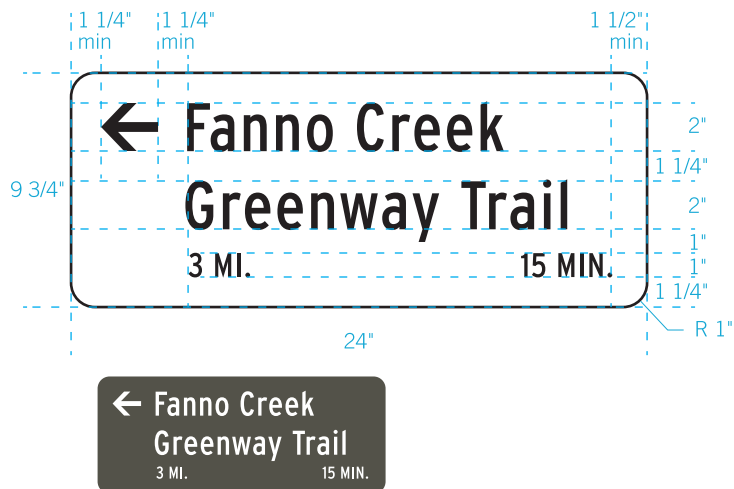 1 1/4" 1 1/4" 1 1/2"
min min min
Fanno Creek
2"
1 1/4"
9 3/4"
Greenway Trail
2"
1"
3 MI. 15 MIN.
1"
1 1/4"
R 1"
24"
Fanno Creek
Greenway Trail
3 MI. 15 MIN.